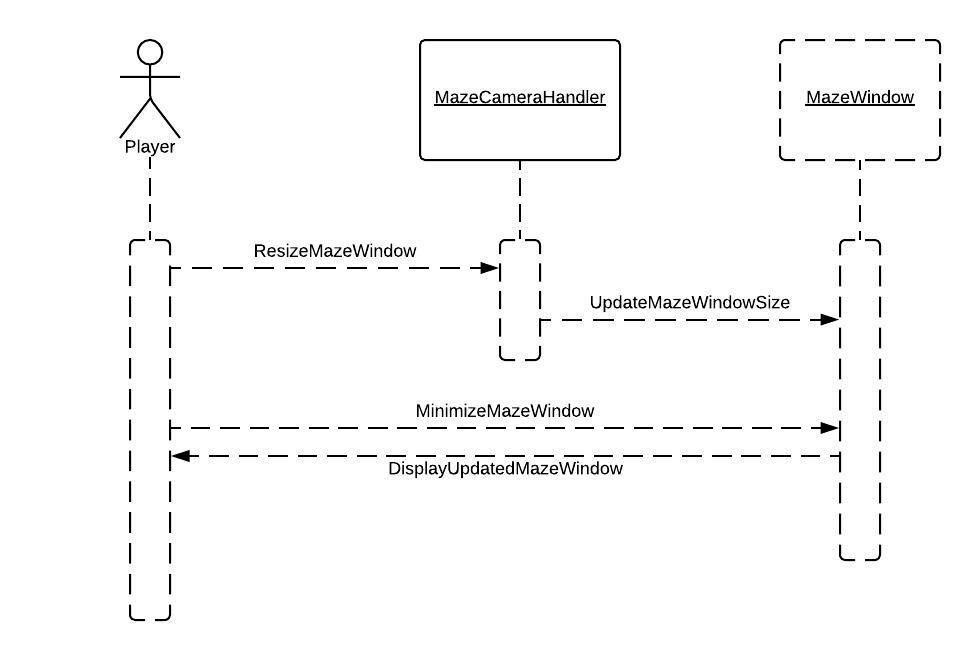 Player
MazeCameraHandler
MazeWindow
ResizeMazeWindow
UpdateMazeWindowSize
MinimizeMazeWindow
DisplayUpdatedMazeWindow